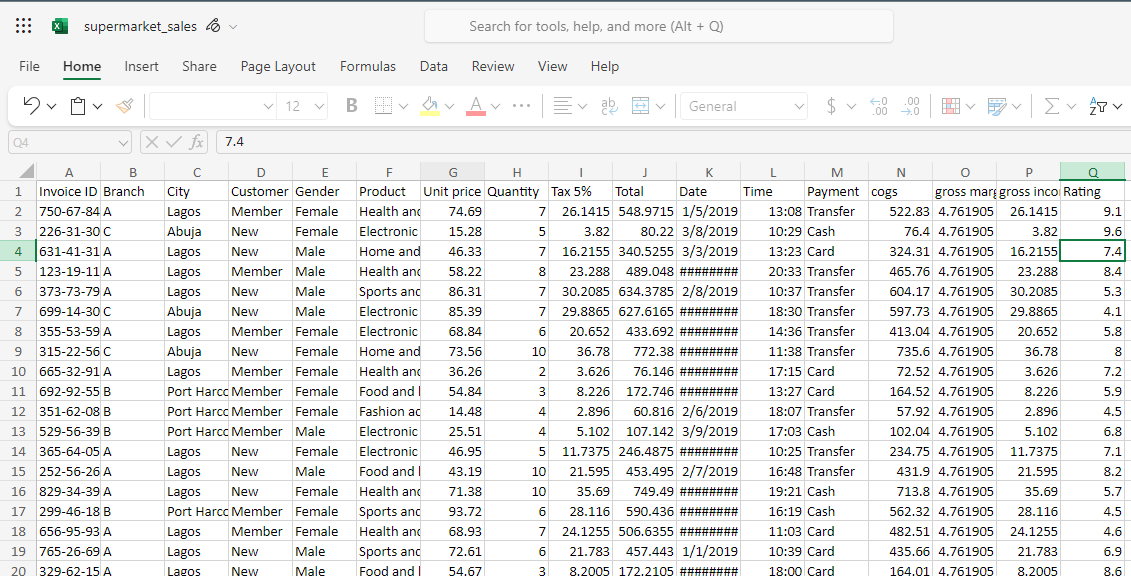 supermarket_sales Search for tools, help, and more (Alt + Q)
File Home Insert Share Page Layout Formulas Data Review View Help
12 B A ab General $ .00 .00 Σ
Q4 fx 7.4
A B C D E F G H I J K L M N O P Q
1 Invoice ID Branch City Customer Gender Product Unit price Quantity Tax 5% Total Date Time Payment cogs gross marg gross incor Rating
2 750-67-84 A Lagos Member Female Health and 74.69 7 26.1415 548.9715 1/5/2019 13:08 Transfer 522.83 4.761905 26.1415 9.1
3 226-31-30 C Abuja New Female Electronic 15.28 5 3.82 80.22 3/8/2019 10:29 Cash 76.4 4.761905 3.82 9.6
4 631-41-31 A Lagos New Male Home and 46.33 7 16.2155 340.5255 3/3/2019 13:23 Card 324.31 4.761905 16.2155 7.4
5 123-19-11 A Lagos Member Male Health and 58.22 8 23.288 489.048 ######## 20:33 Transfer 465.76 4.761905 23.288 8.4
6 373-73-79 A Lagos New Male Sports and 86.31 7 30.2085 634.3785 2/8/2019 10:37 Transfer 604.17 4.761905 30.2085 5.3
7 699-14-30 C Abuja New Male Electronic 85.39 7 29.8865 627.6165 ######## 18:30 Transfer 597.73 4.761905 29.8865 4.1
8 355-53-59 A Lagos Member Female Electronic 68.84 6 20.652 433.692 ######## 14:36 Transfer 413.04 4.761905 20.652 5.8
9 315-22-56 C Abuja New Female Home and 73.56 10 36.78 772.38 ######## 11:38 Transfer 735.6 4.761905 36.78 8
10 665-32-91 A Lagos Member Female Health and 36.26 2 3.626 76.146 ######## 17:15 Card 72.52 4.761905 3.626 7.2
11 692-92-55 B Port Harco Member Female Food and 54.84 3 8.226 172.746 ######## 13:27 Card 164.52 4.761905 8.226 5.9
12 351-62-08 B Port Harco Member Female Fashion ac 14.48 4 2.896 60.816 2/6/2019 18:07 Transfer 57.92 4.761905 2.896 4.5
13 529-56-39 B Port Harco Member Male Electronic 25.51 4 5.102 107.142 3/9/2019 17:03 Cash 102.04 4.761905 5.102 6.8
14 365-64-05 A Lagos New Female Electronic 46.95 5 11.7375 246.4875 ######## 10:25 Transfer 234.75 4.761905 11.7375 7.1
15 252-56-26 A Lagos New Male Food and 43.19 10 21.595 453.495 2/7/2019 16:48 Transfer 431.9 4.761905 21.595 8.2
16 829-34-39 A Lagos New Female Health and 71.38 10 35.69 749.49 ######## 19:21 Cash 713.8 4.761905 35.69 5.7
17 299-46-18 B Port Harco Member Female Sports and 93.72 6 28.116 590.436 ######## 16:19 Cash 562.32 4.761905 28.116 4.5
18 656-95-93 A Lagos Member Female Health and 68.93 7 24.1255 506.6355 ######## 11:03 Card 482.51 4.761905 24.1255 4.6
19 765-26-69 A Lagos New Male Sports and 72.61 6 21.783 457.443 1/1/2019 10:39 Card 435.66 4.761905 21.783 6.9
20 329-62-15 A Lagos New Male Food and 54.67 3 8.2005 172.2105 ######## 18:00 Card 164.01 4.761905 8.2005 8.6